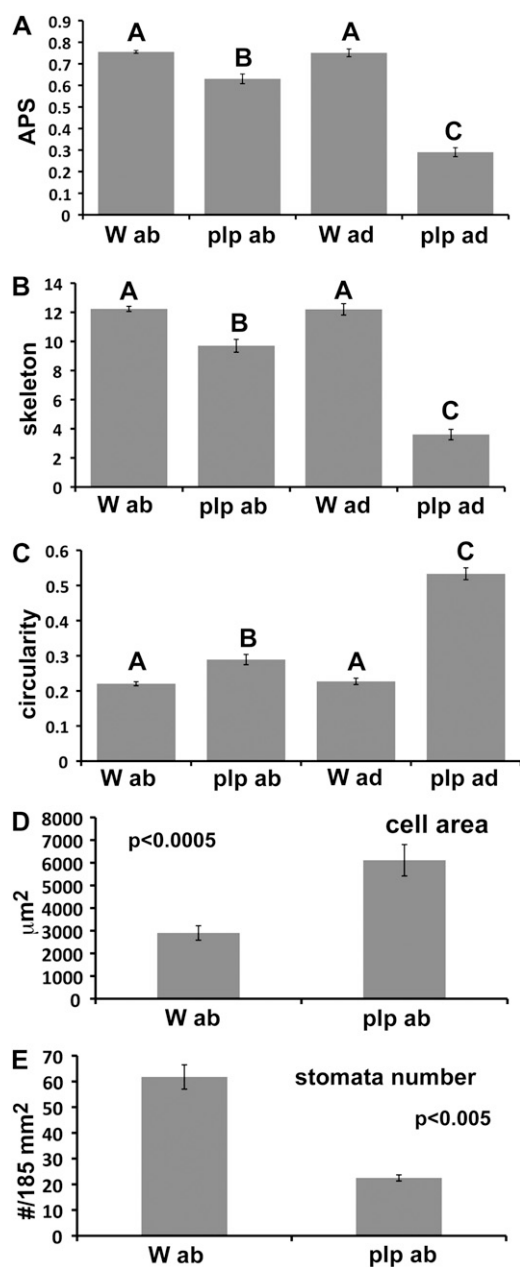 A
0.9
0.8
0.7
0.6
0.5
0.4
0.3
0.2
0.1
0
APS
A B A C
W ab plp ab W ad plp ad
B
14
12
10
8
6
4
2
0
skeleton
A B A C
W ab plp ab W ad plp ad
C
0.6
0.5
0.4
0.3
0.2
0.1
0
circularity
A B A C
W ab plp ab W ad plp ad
D
8000
7000
6000
5000
4000
3000
2000
1000
0
μm²
p<0.0005
cell area
W ab plp ab
E
70
60
50
40
30
20
10
0
#/185 mm²
stomata number
p<0.005
W ab plp ab